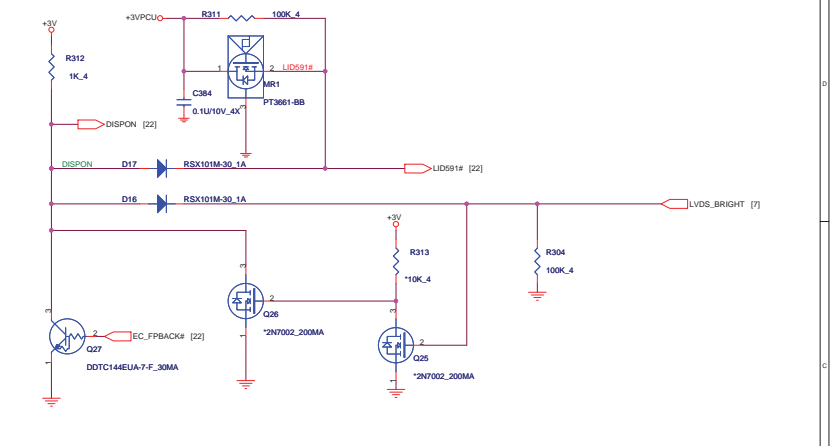 +3VPCU R311 100K_4
+3V
R312
1K_4
1 2 LID591#
MR1
C384
PT3661-BB
3
0.1U/10V_4X
DISPON [22]
D
DISPON D17 RSX101M-30_1A
LID591# [22]
D16 RSX101M-30_1A
LVDS_BRIGHT [7]
+3V
R313
R304
3
*10K_4
100K_4
2
Q26
3 3
*2N7002_200MA
2 EC_FPBACK# [22]
1
2
Q27
Q25
1
DDTC144EUA-7-F_30MA
C
*2N7002_200MA
1